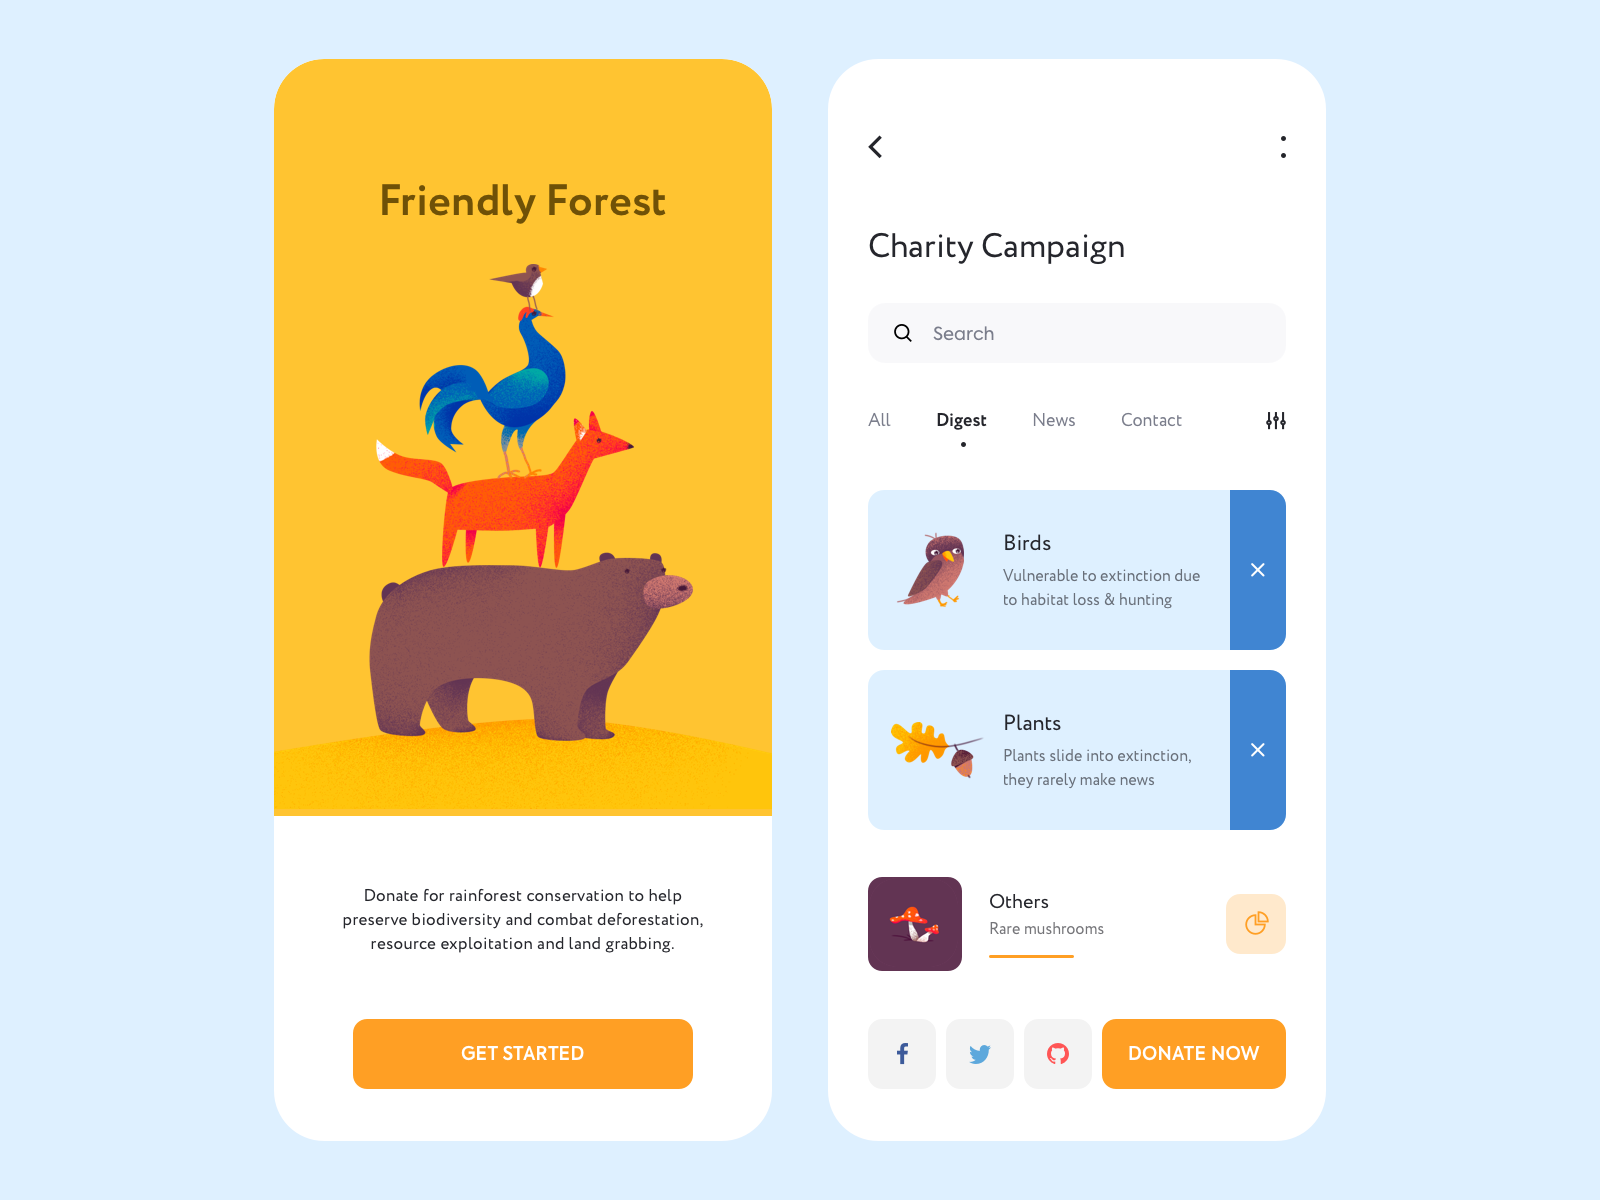 Friendly Forest
Donate for rainforest conservation to help
preserve biodiversity and combat deforestation,
resource exploitation and land grabbing.
GET STARTED
Charity Campaign
Search
All Digest News Contact
Birds
Vulnerable to extinction due
to habitat loss & hunting
Plants
Plants slide into extinction,
they rarely make news
Others
Rare mushrooms
DONATE NOW